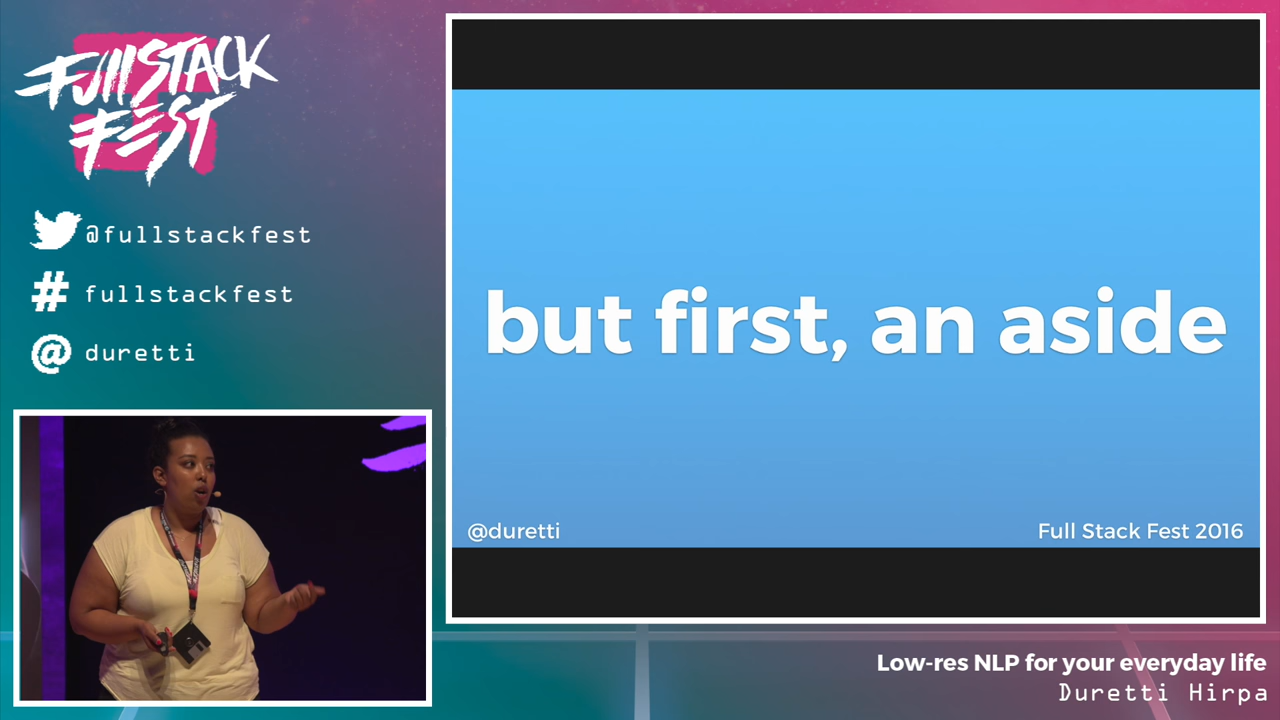 FullSTACK
FEST
@fullstackfest
# fullstackfest
@ duretti
but first, an aside
@duretti
Full Stack Fest 2016
Low-res NLP for your everyday life
Duretti Hirpa